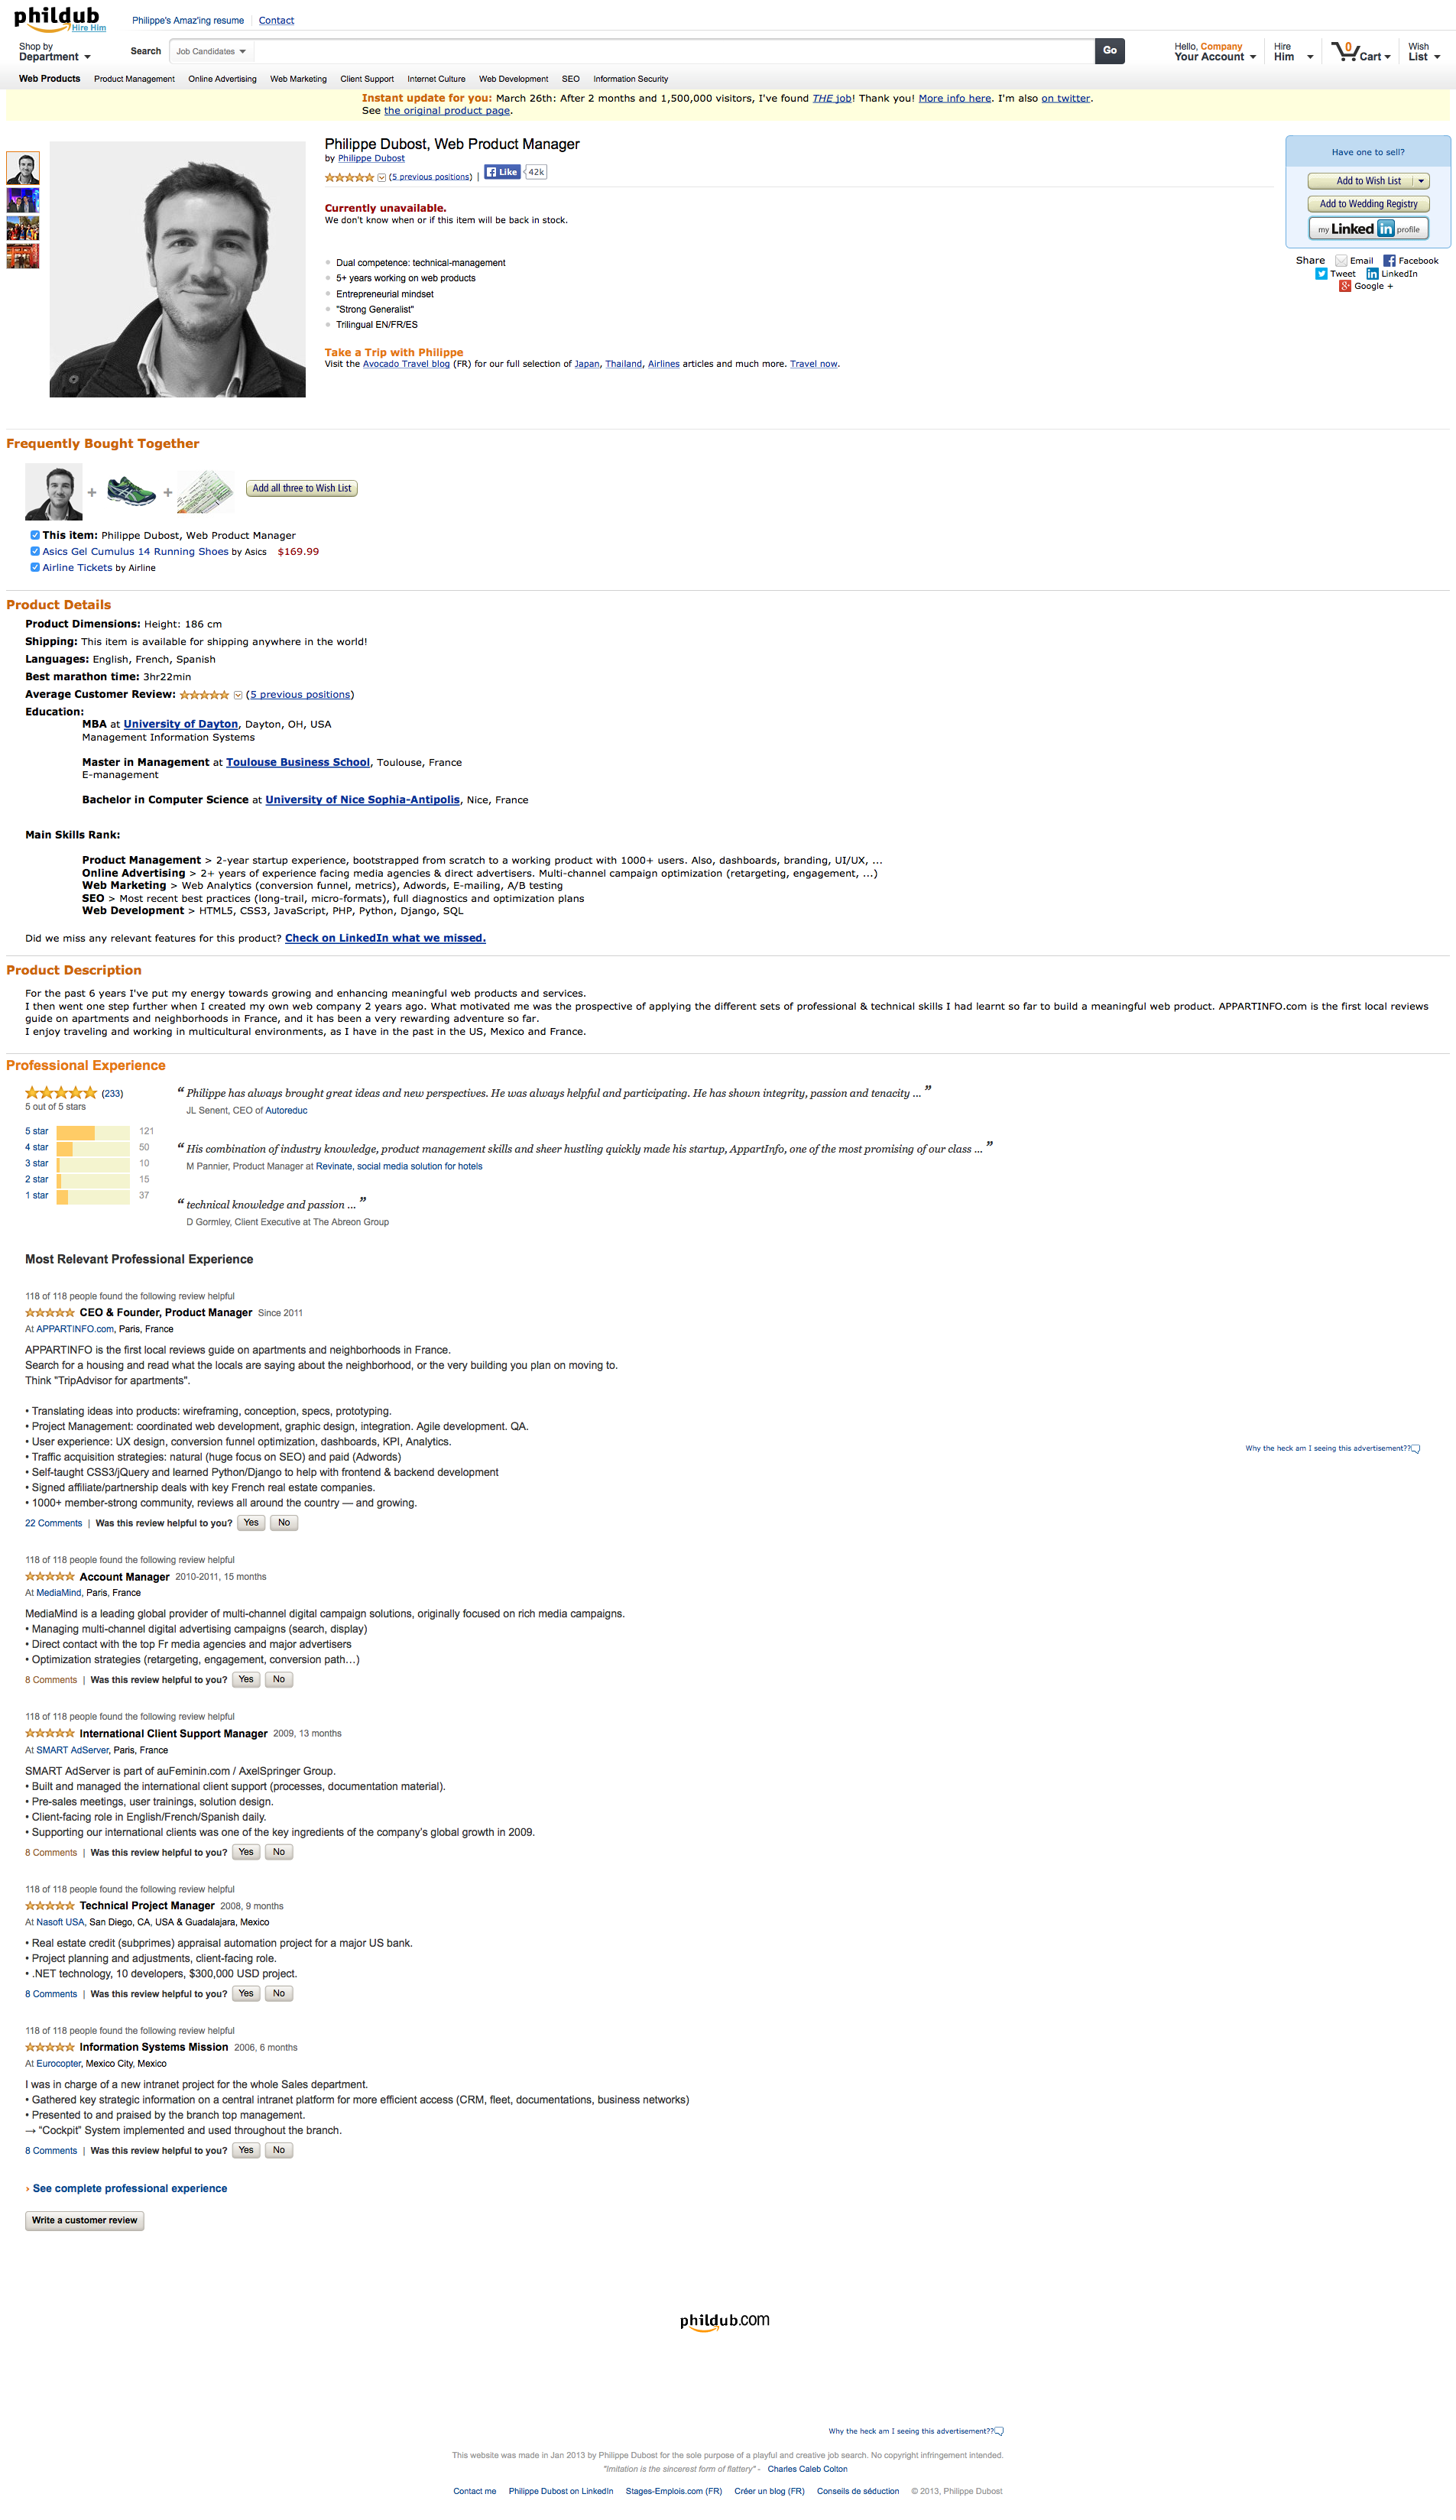 phildub
Hire Him
Philippe's Amaz'ing resume | Contact
Shop by
Department
Search Job Candidates Go
Hello, Company
Your Account
Hire
Him
0
Cart
Wish
List
Web Products Product Management Online Advertising Web Marketing Client Support Internet Culture Web Development SEO Information Security
Instant update for you: March 26th: After 2 months and 1,500,000 visitors, I've found THE job! Thank you! More info here. I'm also on twitter.
See the original product page.
Philippe Dubost, Web Product Manager
by Philippe Dubost
(5 previous positions) | Like 42k
Currently unavailable.
We don't know when or if this item will be back in stock.
Dual competence: technical-management
5+ years working on web products
Entrepreneurial mindset
"Strong Generalist"
Trilingual EN/FR/ES
Take a Trip with Philippe
Visit the Avocado Travel blog (FR) for our full selection of Japan, Thailand, Airlines articles and much more. Travel now.
Have one to sell?
Add to Wish List
Add to Wedding Registry
my Linked in profile
Share Email Facebook
Tweet LinkedIn
Google +
Frequently Bought Together
+ + Add all three to Wish List
This item: Philippe Dubost, Web Product Manager
Asics Gel Cumulus 14 Running Shoes by Asics $169.99
Airline Tickets by Airline
Product Details
Product Dimensions: Height: 186 cm
Shipping: This item is available for shipping anywhere in the world!
Languages: English, French, Spanish
Best marathon time: 3hr22min
Average Customer Review: (5 previous positions)
Education:
MBA at University of Dayton, Dayton, OH, USA
Management Information Systems
Master in Management at Toulouse Business School, Toulouse, France
E-management
Bachelor in Computer Science at University of Nice Sophia-Antipolis, Nice, France
Main Skills Rank:
Product Management > 2-year startup experience, bootstrapped from scratch to a working product with 1000+ users. Also, dashboards, branding, UI/UX, ...
Online Advertising > 2+ years of experience facing media agencies & direct advertisers. Multi-channel campaign optimization (retargeting, engagement, ...)
Web Marketing > Web Analytics (conversion funnel, metrics), Adwords, E-mailing, A/B testing
SEO > Most recent best practices (long-trail, micro-formats), full diagnostics and optimization plans
Web Development > HTML5, CSS3, JavaScript, PHP, Python, Django, SQL
Did we miss any relevant features for this product? Check on LinkedIn what we missed.
Product Description
For the past 6 years I've put my energy towards growing and enhancing meaningful web products and services.
I then went one step further when I created my own web company 2 years ago. What motivated me was the prospective of applying the different sets of professional & technical skills I had learnt so far to build a meaningful web product. APPARTINFO.com is the first local reviews
guide on apartments and neighborhoods in France, and it has been a very rewarding adventure so far.
I enjoy traveling and working in multicultural environments, as I have in the past in the US, Mexico and France.
Professional Experience
(233)
5 out of 5 stars
5 star 121
4 star 50
3 star 10
2 star 15
1 star 37
“ Philippe has always brought great ideas and new perspectives. He was always helpful and participating. He has shown integrity, passion and tenacity ... ”
JL Senent, CEO of Autoreduc
“ His combination of industry knowledge, product management skills and sheer hustling quickly made his startup, AppartInfo, one of the most promising of our class ... ”
M Pannier, Product Manager at Revinate, social media solution for hotels
“ technical knowledge and passion ... ”
D Gormley, Client Executive at The Abreon Group
Most Relevant Professional Experience
118 of 118 people found the following review helpful
CEO & Founder, Product Manager Since 2011
At APPARTINFO.com, Paris, France
APPARTINFO is the first local reviews guide on apartments and neighborhoods in France.
Search for a housing and read what the locals are saying about the neighborhood, or the very building you plan on moving to.
Think "TripAdvisor for apartments".
• Translating ideas into products: wireframing, conception, specs, prototyping.
• Project Management: coordinated web development, graphic design, integration. Agile development. QA.
• User experience: UX design, conversion funnel optimization, dashboards, KPI, Analytics.
• Traffic acquisition strategies: natural (huge focus on SEO) and paid (Adwords)
• Self-taught CSS3/jQuery and learned Python/Django to help with frontend & backend development
• Signed affiliate/partnership deals with key French real estate companies.
• 1000+ member-strong community, reviews all around the country — and growing.
22 Comments | Was this review helpful to you? Yes No
Why the heck am I seeing this advertisement??
118 of 118 people found the following review helpful
Account Manager 2010-2011, 15 months
At MediaMind, Paris, France
MediaMind is a leading global provider of multi-channel digital campaign solutions, originally focused on rich media campaigns.
• Managing multi-channel digital advertising campaigns (search, display)
• Direct contact with the top Fr media agencies and major advertisers
• Optimization strategies (retargeting, engagement, conversion path…)
8 Comments | Was this review helpful to you? Yes No
118 of 118 people found the following review helpful
International Client Support Manager 2009, 13 months
At SMART AdServer, Paris, France
SMART AdServer is part of auFeminin.com / AxelSpringer Group.
• Built and managed the international client support (processes, documentation material).
• Pre-sales meetings, user trainings, solution design.
• Client-facing role in English/French/Spanish daily.
• Supporting our international clients was one of the key ingredients of the company's global growth in 2009.
8 Comments | Was this review helpful to you? Yes No
118 of 118 people found the following review helpful
Technical Project Manager 2008, 9 months
At Nasoft USA, San Diego, CA, USA & Guadalajara, Mexico
• Real estate credit (subprimes) appraisal automation project for a major US bank.
• Project planning and adjustments, client-facing role.
• .NET technology, 10 developers, $300,000 USD project.
8 Comments | Was this review helpful to you? Yes No
118 of 118 people found the following review helpful
Information Systems Mission 2006, 6 months
At Eurocopter, Mexico City, Mexico
I was in charge of a new intranet project for the whole Sales department.
• Gathered key strategic information on a central intranet platform for more efficient access (CRM, fleet, documentations, business networks)
• Presented to and praised by the branch top management.
→ "Cockpit" System implemented and used throughout the branch.
8 Comments | Was this review helpful to you? Yes No
› See complete professional experience
Write a customer review
phildub.com
Why the heck am I seeing this advertisement??
This website was made in Jan 2013 by Philippe Dubost for the sole purpose of a playful and creative job search. No copyright infringement intended.
"Imitation is the sincerest form of flattery" - Charles Caleb Colton
Contact me Philippe Dubost on LinkedIn Stages-Emplois.com (FR) Créer un blog (FR) Conseils de séduction © 2013, Philippe Dubost